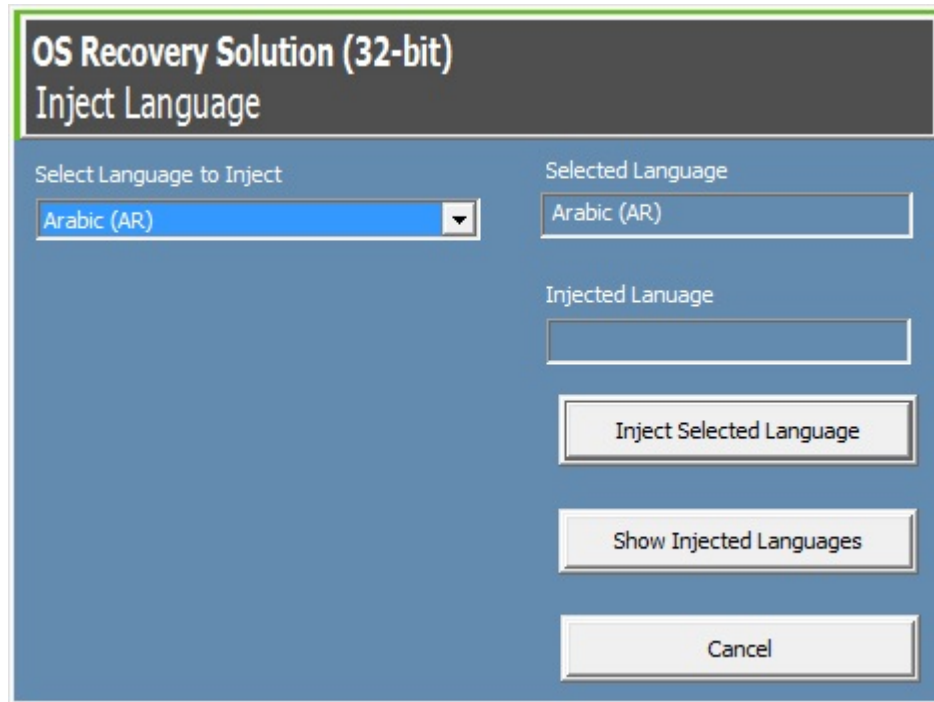 OS Recovery Solution (32-bit)
Inject Language
Select Language to Inject
Arabic (AR)
Selected Language
Arabic (AR)
Injected Lanuage
Inject Selected Language
Show Injected Languages
Cancel